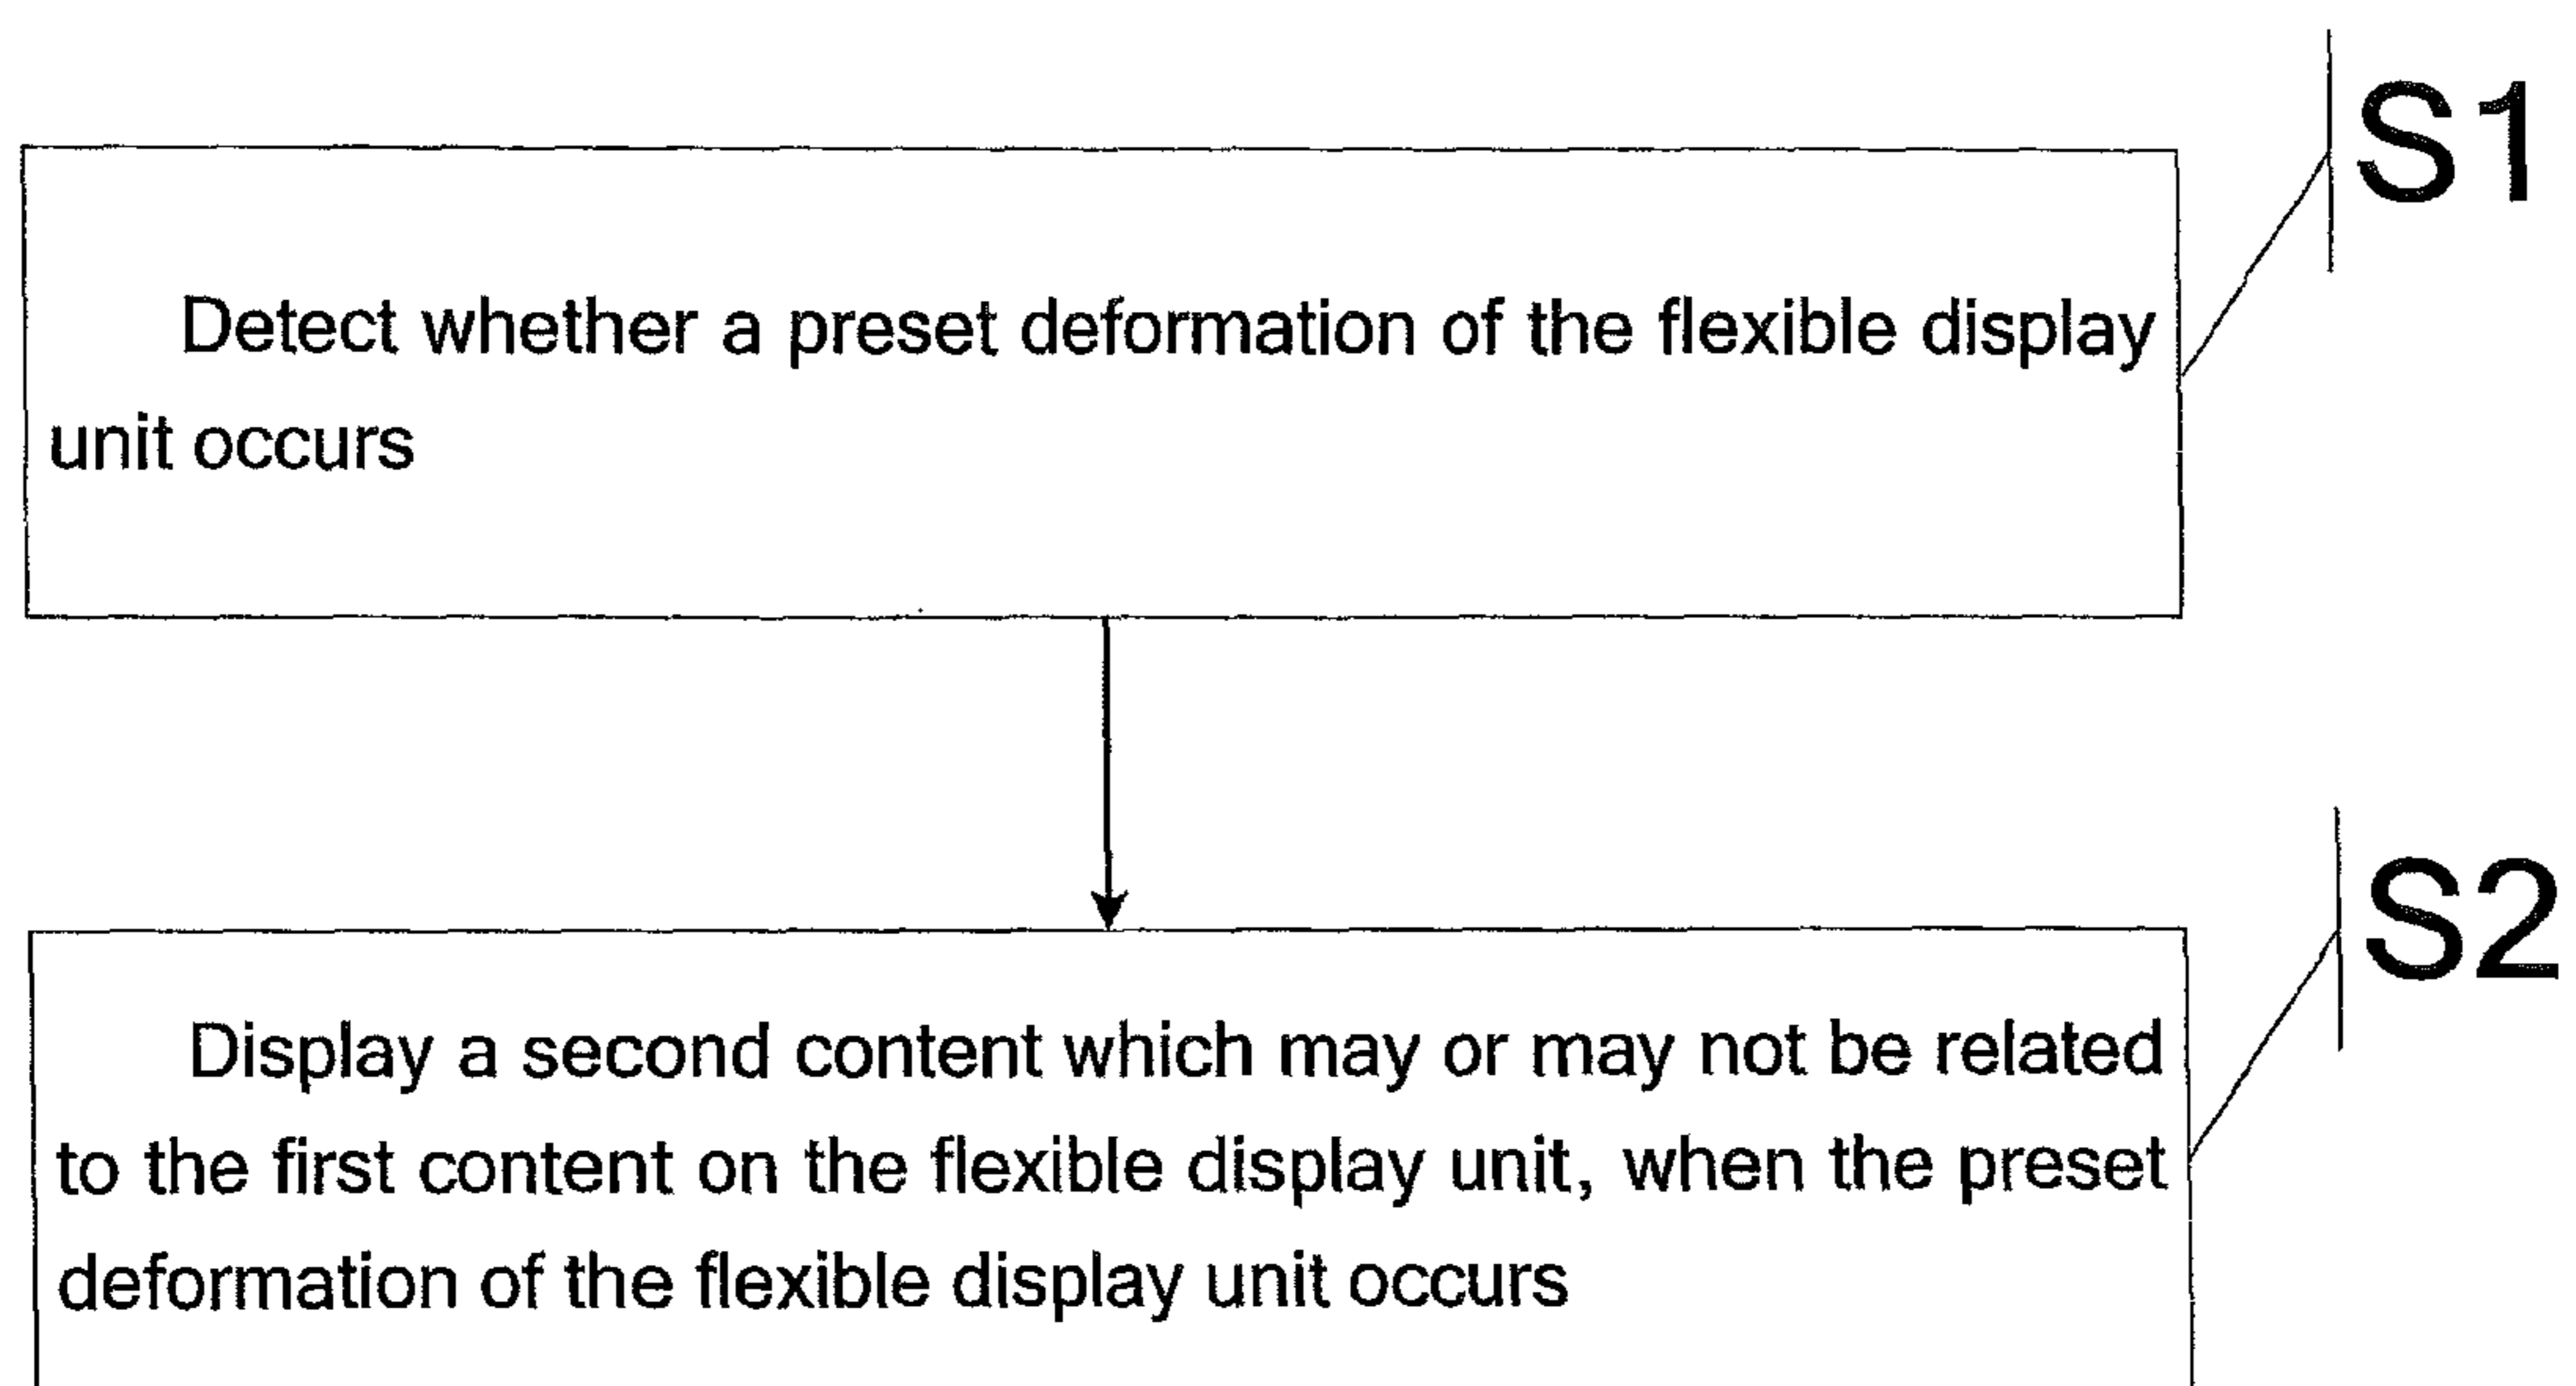 S1
Detect whether a preset deformation of the flexible display
unit occurs
S2
Display a second content which may or may not be related
to the first content on the flexible display unit, when the preset
deformation of the flexible display unit occurs